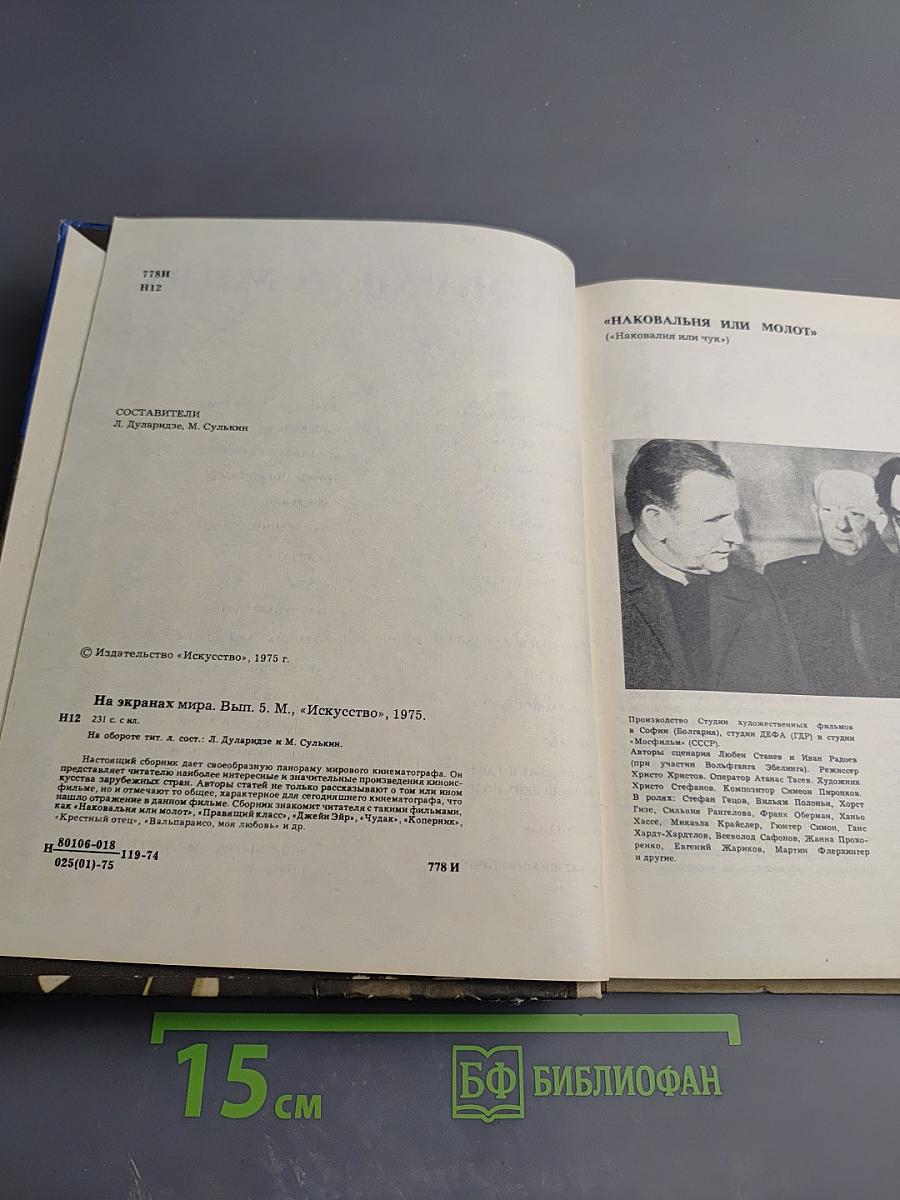 778И
Н12
СОСТАВИТЕЛИ
Л. Дуларидзе, М. Сулькин
© Издательство «Искусство», 1975 г.
На экранах мира. Вып. 5. М., «Искусство», 1975.
Н12 231 с. с ил.
На обороте тит. л. сост.: Л. Дуларидзе и М. Сулькин.
Настоящий сборник дает своеобразную панораму мирового кинематографа. Он
представляет читателю наиболее интересные и значительные произведения киноис-
кусства зарубежных стран. Авторы статей не только рассказывают о том или ином
фильме, но и отмечают то общее, характерное для сегодняшнего кинематографа, что
нашло отражение в данном фильме. Сборник знакомит читателя с такими фильмами,
как «Наковальня или молот», «Правящий класс», «Джейн Эйр», «Чудак», «Коперник»,
«Крестный отец», «Вальпараисо, моя любовь» и др.
Н 80106-018
025(01)-75 119-74
778 И
«НАКОВАЛЬНЯ ИЛИ МОЛОТ»
(«Наковалня или чук»)
Производство Студии художественных фильмов
в Софии (Болгария), студии ДЕФА (ГДР) и студии
«Мосфильм» (СССР).
Авторы сценария Любен Станев и Иван Радоев
(при участии Вольфганга Эбелинга). Режиссер
Христо Христов. Оператор Атанас Тасев. Художник
Христо Стефанов. Композитор Симеон Пиронков.
В ролях: Стефан Гецов, Вильям Полоньи, Хорст
Гизе, Сильвия Рангелова, Франк Оберман, Ханьо
Хассе, Микаэла Крайслер, Гюнтер Симон, Ганс
Хардт-Хардтлов, Всеволод Сафонов, Жанна Прохо-
ренко, Евгений Жариков, Мартин Флерхингер
и другие.
15 см
БФ БИБЛИОФАН